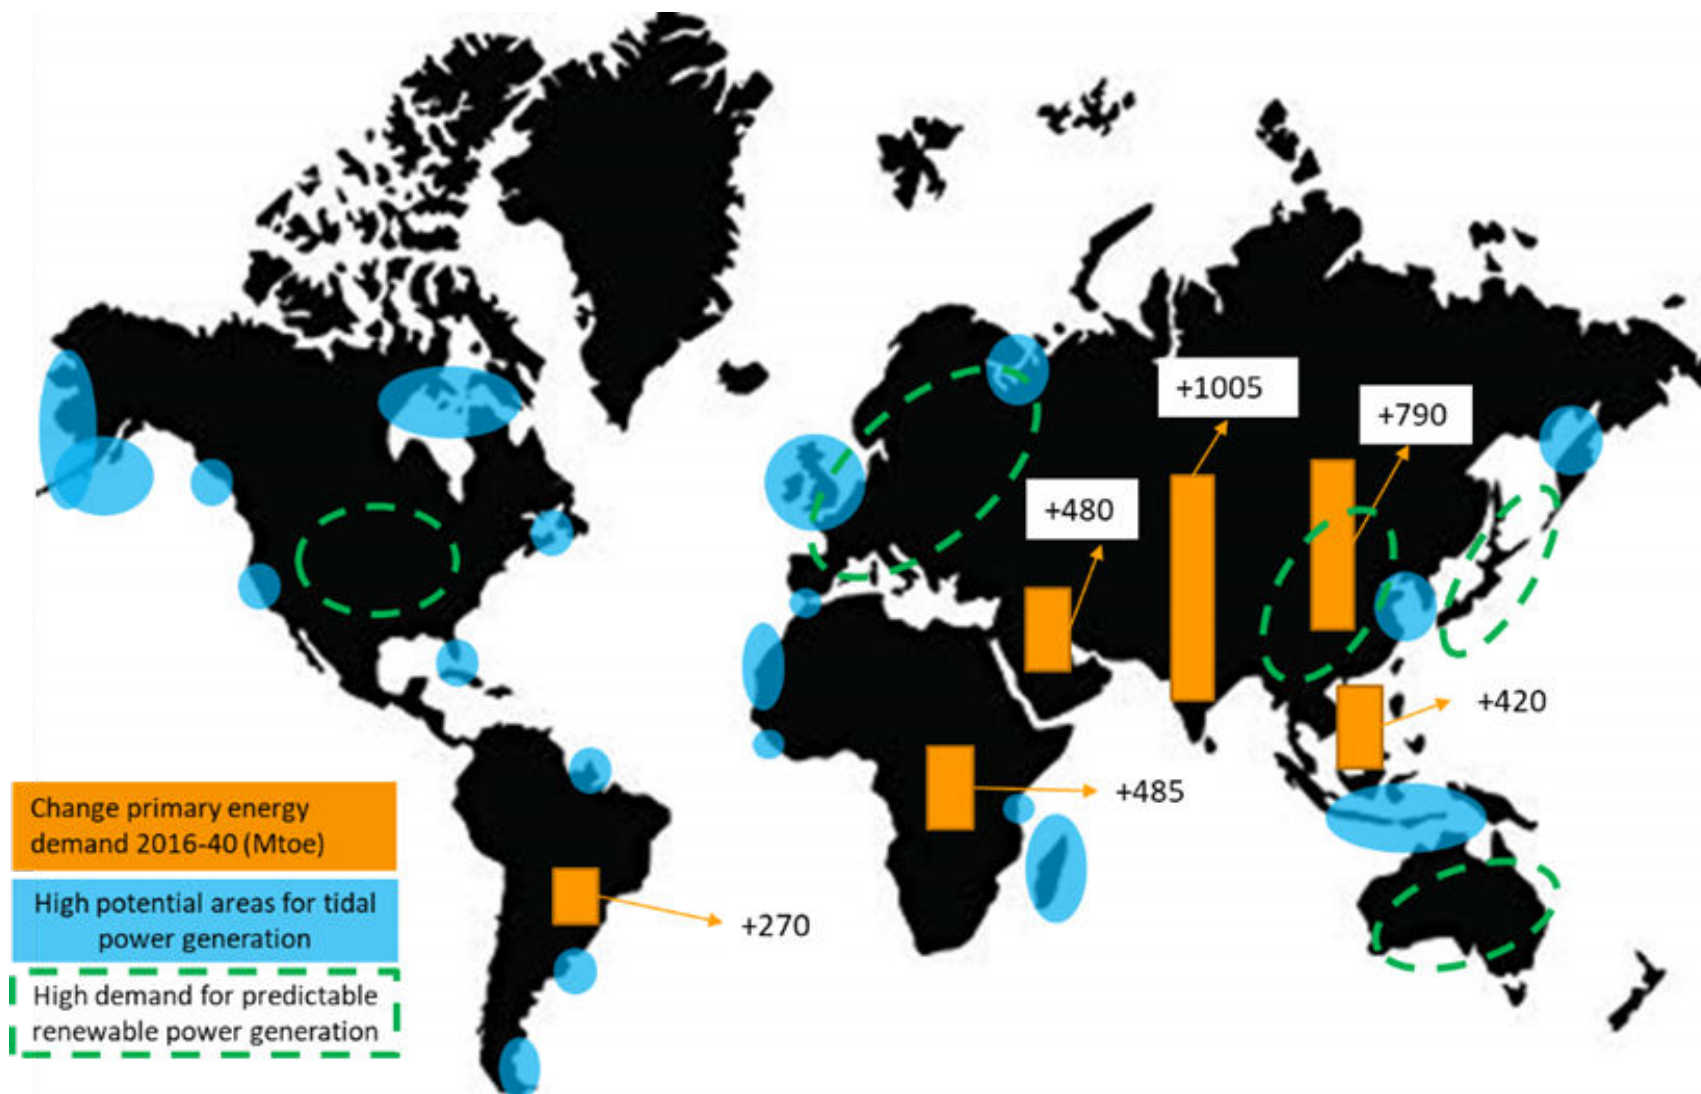 +1005
+790
+480
+420
+485
+270
Change primary energy
demand 2016-40 (Mtoe)
High potential areas for tidal
power generation
High demand for predictable
renewable power generation